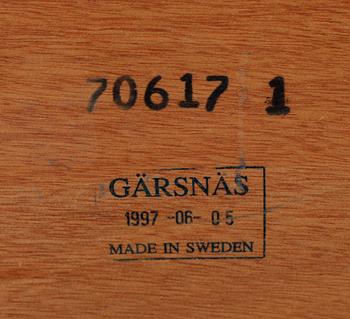 70617 1
GÄRSNÄS
1997 -06- 05
MADE IN SWEDEN